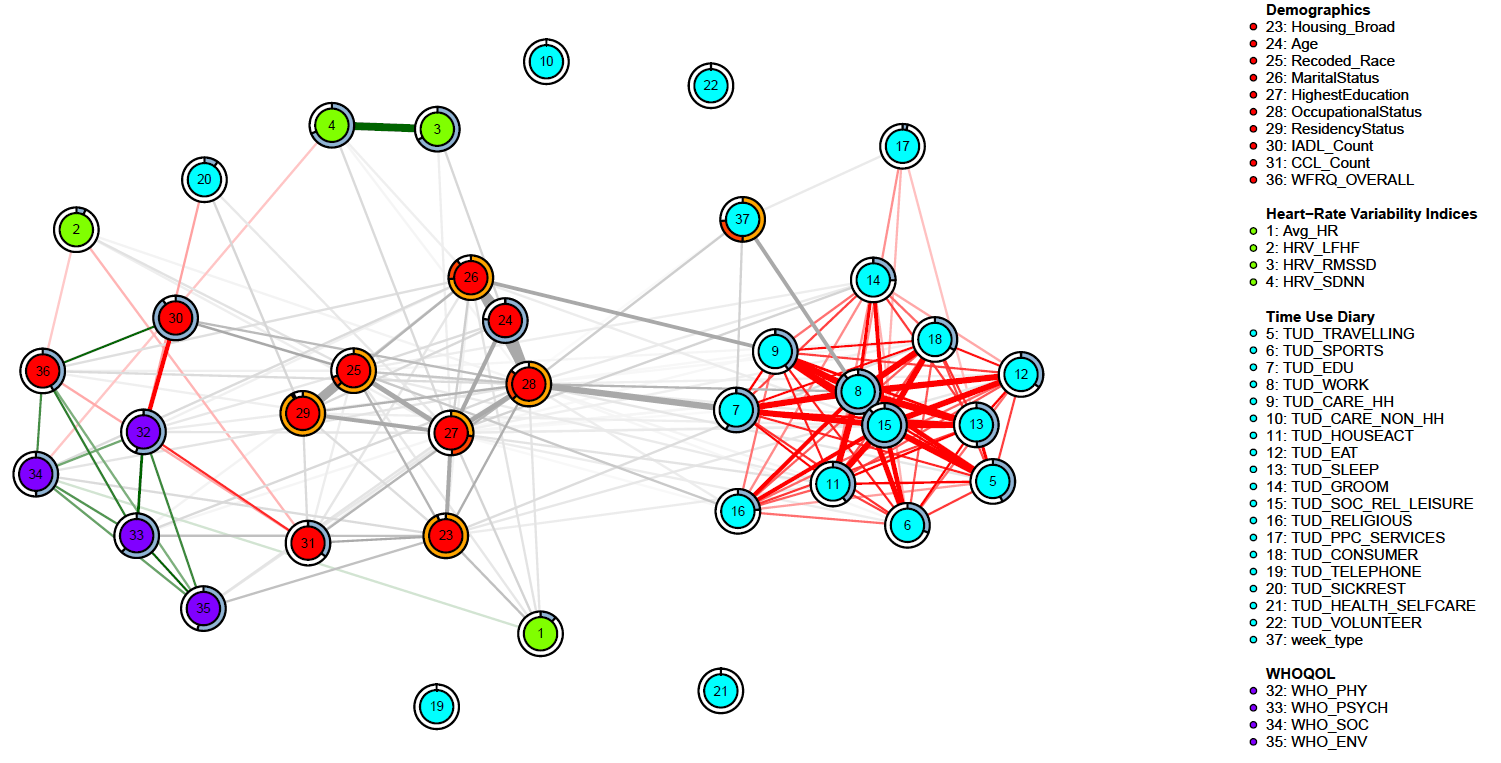 10
22
4
3
17
20
37
2
26
14
30
24
18
9
36
25
12
28
8
29
7
15
13
32
27
34
5
11
16
6
33
23
31
35
1
21
19
Demographics
23: Housing_Broad
24: Age
25: Recoded_Race
26: MaritalStatus
27: HighestEducation
28: OccupationalStatus
29: ResidencyStatus
30: IADL_Count
31: CCL_Count
36: WFRQ_OVERALL
Heart−Rate Variability Indices
1: Avg_HR
2: HRV_LFHF
3: HRV_RMSSD
4: HRV_SDNN
Time Use Diary
5: TUD_TRAVELLING
6: TUD_SPORTS
7: TUD_EDU
8: TUD_WORK
9: TUD_CARE_HH
10: TUD_CARE_NON_HH
11: TUD_HOUSEACT
12: TUD_EAT
13: TUD_SLEEP
14: TUD_GROOM
15: TUD_SOC_REL_LEISURE
16: TUD_RELIGIOUS
17: TUD_PPC_SERVICES
18: TUD_CONSUMER
19: TUD_TELEPHONE
20: TUD_SICKREST
21: TUD_HEALTH_SELFCARE
22: TUD_VOLUNTEER
37: week_type
WHOQOL
32: WHO_PHY
33: WHO_PSYCH
34: WHO_SOC
35: WHO_ENV